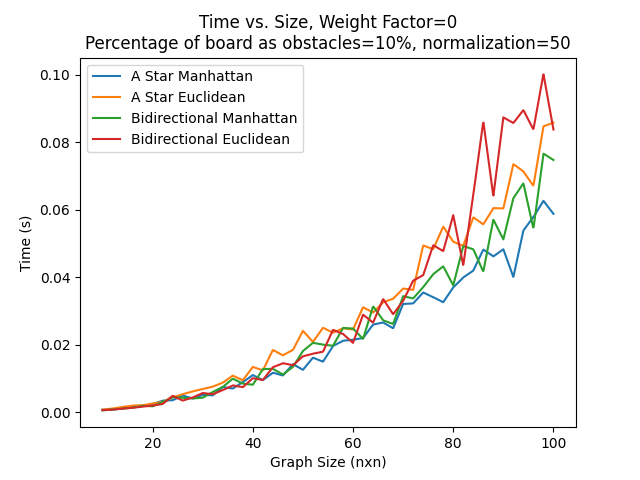 Time vs. Size, Weight Factor=0
Percentage of board as obstacles=10%, normalization=50
A Star Manhattan
A Star Euclidean
Bidirectional Manhattan
Bidirectional Euclidean
0.10
0.08
0.06
0.04
0.02
0.00
Time (s)
20 40 60 80 100
Graph Size (nxn)